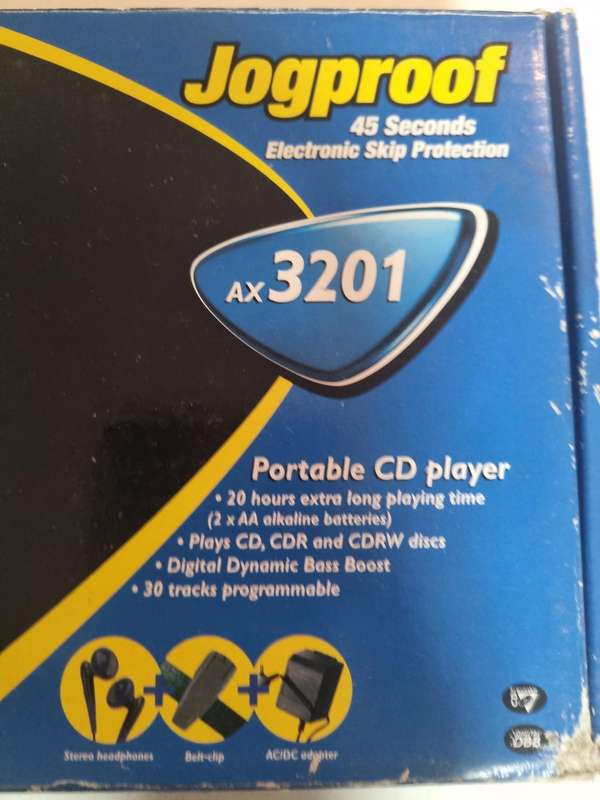 Jogproof
45 Seconds
Electronic Skip Protection
AX 3201
Portable CD player
• 20 hours extra long playing time
(2 x AA alkaline batteries)
• Plays CD, CDR and CDRW discs
• Digital Dynamic Bass Boost
• 30 tracks programmable
Stereo headphones
Belt-clip
AC/DC adapter
DBB